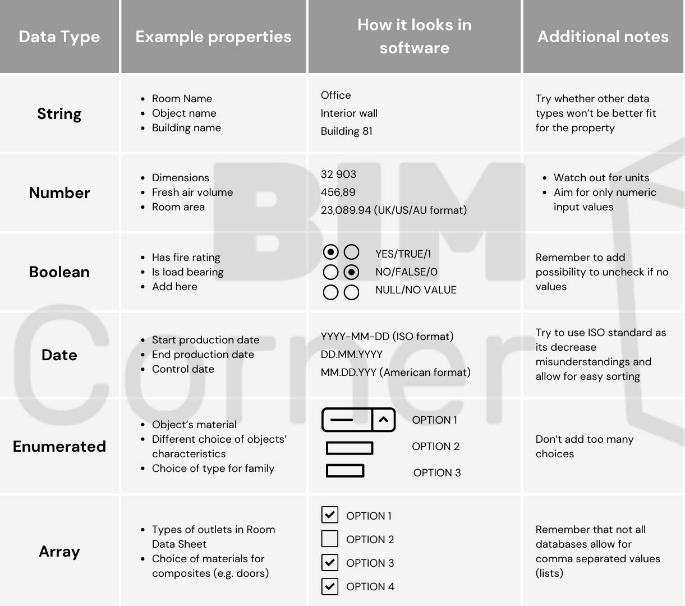 Data Type
Example properties
How it looks in
software
Additional notes
String
• Room Name
• Object name
• Building name
Office
Interior wall
Building 81
Try whether other data
types won't be better fit
for the property
Number
• Dimensions
• Fresh air volume
• Room area
32 903
456,89
23,089.94 (UK/US/AU format)
• Watch out for units
• Aim for only numeric
input values
Boolean
• Has fire rating
• Is load bearing
• Add here
YES/TRUE/1
NO/FALSE/0
NULL/NO VALUE
Remember to add
possibility to uncheck if no
values
Date
• Start production date
• End production date
• Control date
YYYY-MM-DD (ISO format)
DD.MM.YYYY
MM.DD.YYY (American format)
Try to use ISO standard as
its decrease
misunderstandings and
allow for easy sorting
Enumerated
• Object's material
• Different choice of objects'
characteristics
• Choice of type for family
OPTION 1
OPTION 2
OPTION 3
Don't add too many
choices
Array
• Types of outlets in Room
Data Sheet
• Choice of materials for
composites (e.g. doors)
OPTION 1
OPTION 2
OPTION 3
OPTION 4
Remember that not all
databases allow for
comma separated values
(lists)
BIM
Corner